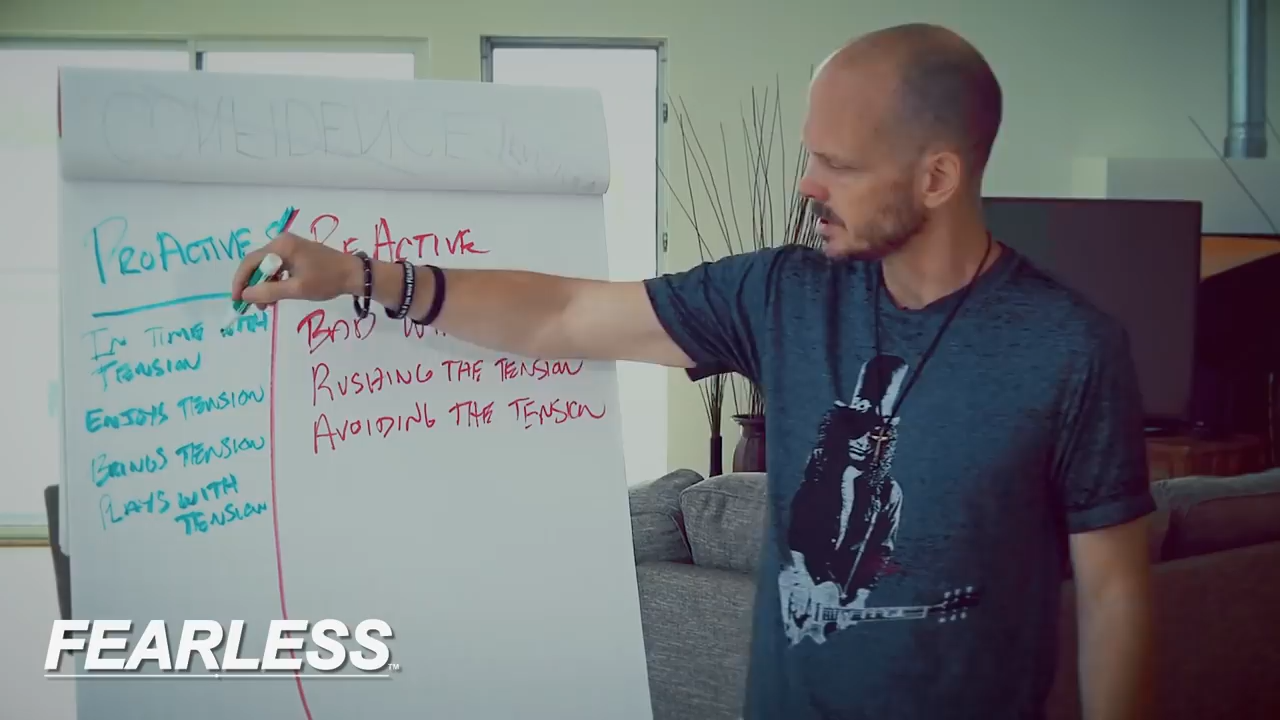 CONFIDENCE
PROACTIVE
REACTIVE
IN TIME WITH
TENSION
ENJOYS TENSION
BRINGS TENSION
PLAYS WITH
TENSION
BAD
RUSHING THE TENSION
AVOIDING THE TENSION
FEARLESS™